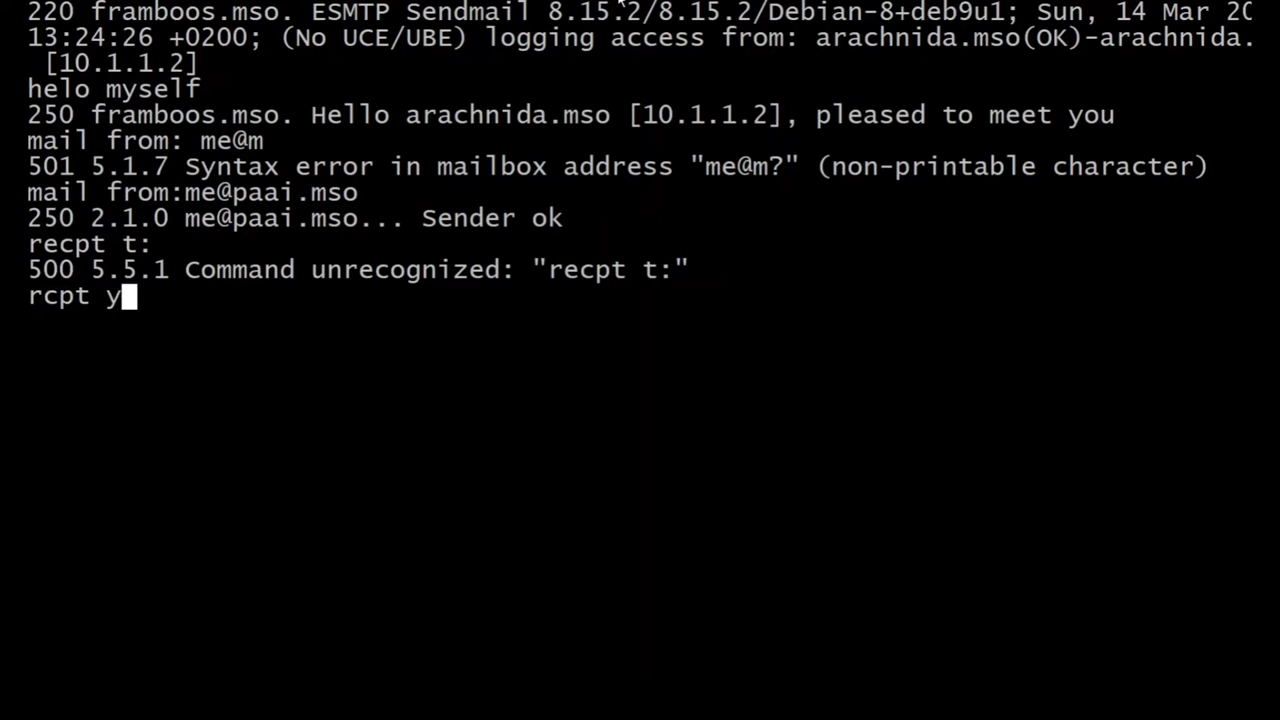 220 framboos.mso. ESMTP Sendmail 8.15.2/8.15.2/Debian-8+deb9u1; Sun, 14 Mar 20
13:24:26 +0200; (No UCE/UBE) logging access from: arachnida.mso(OK)-arachnida.
[10.1.1.2]
helo myself
250 framboos.mso. Hello arachnida.mso [10.1.1.2], pleased to meet you
mail from: me@m
501 5.1.7 Syntax error in mailbox address "me@m?" (non-printable character)
mail from:me@paai.mso
250 2.1.0 me@paai.mso... Sender ok
recpt t:
500 5.5.1 Command unrecognized: "recpt t:"
rcpt y